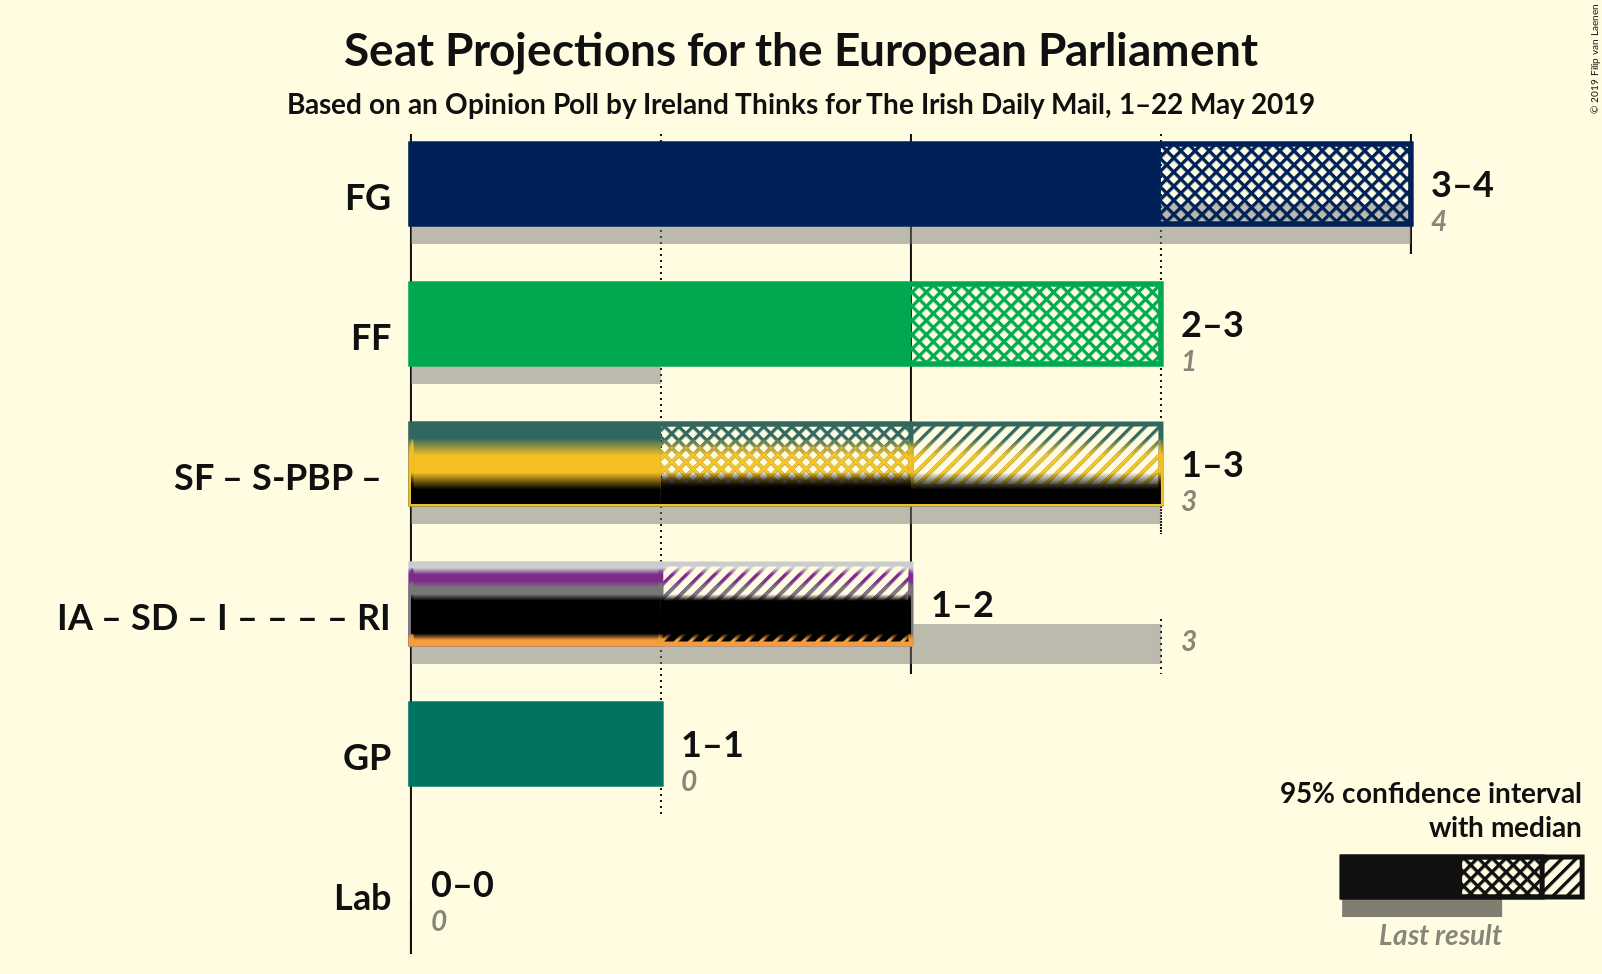 Seat Projections for the European Parliament
Based on an Opinion Poll by Ireland Thinks for The Irish Daily Mail, 1–22 May 2019
© 2019 Filip van Laenen
FG
3–4
4
FF
2–3
1
SF – S-PBP –
1–3
3
IA – SD – I – – – – RI
1–2
3
GP
1–1
0
Lab
0–0
0
95% confidence interval
with median
Last result